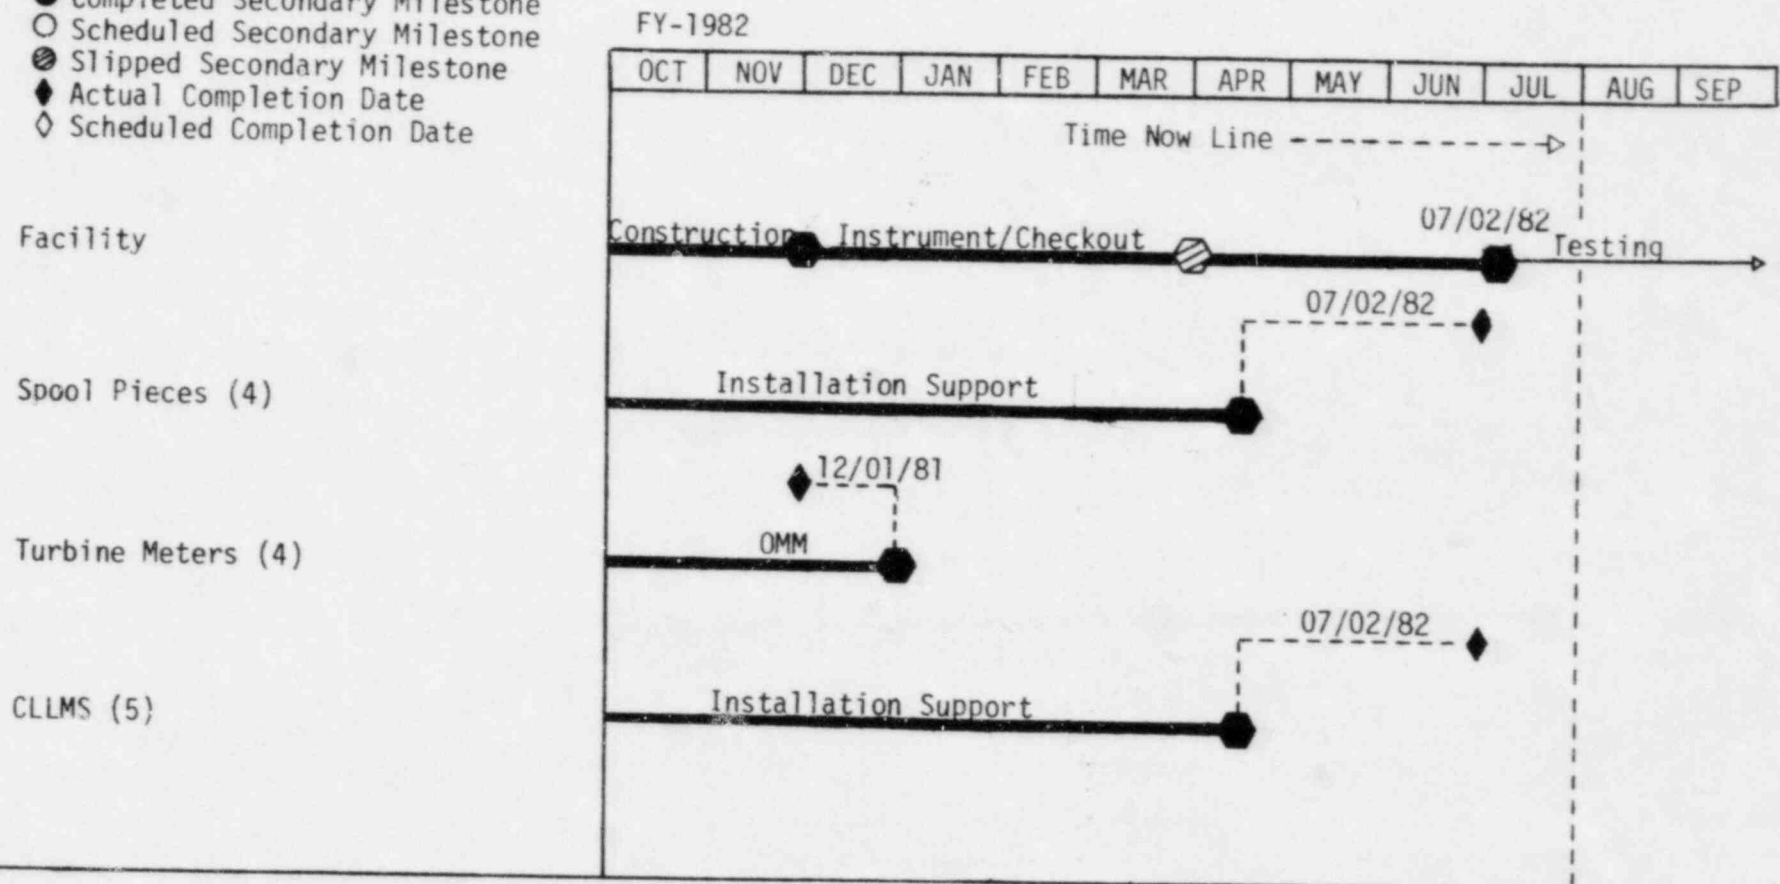 Completed Secondary Milestone
Scheduled Secondary Milestone
Slipped Secondary Milestone
Actual Completion Date
Scheduled Completion Date
FY-1982
OCT NOV DEC JAN FEB MAR APR MAY JUN JUL AUG SEP
Time Now Line
Facility
Construction Instrument/Checkout 07/02/82 Testing
07/02/82
Spool Pieces (4)
Installation Support
12/01/81
Turbine Meters (4)
OMM
07/02/82
CLLMS (5)
Installation Support